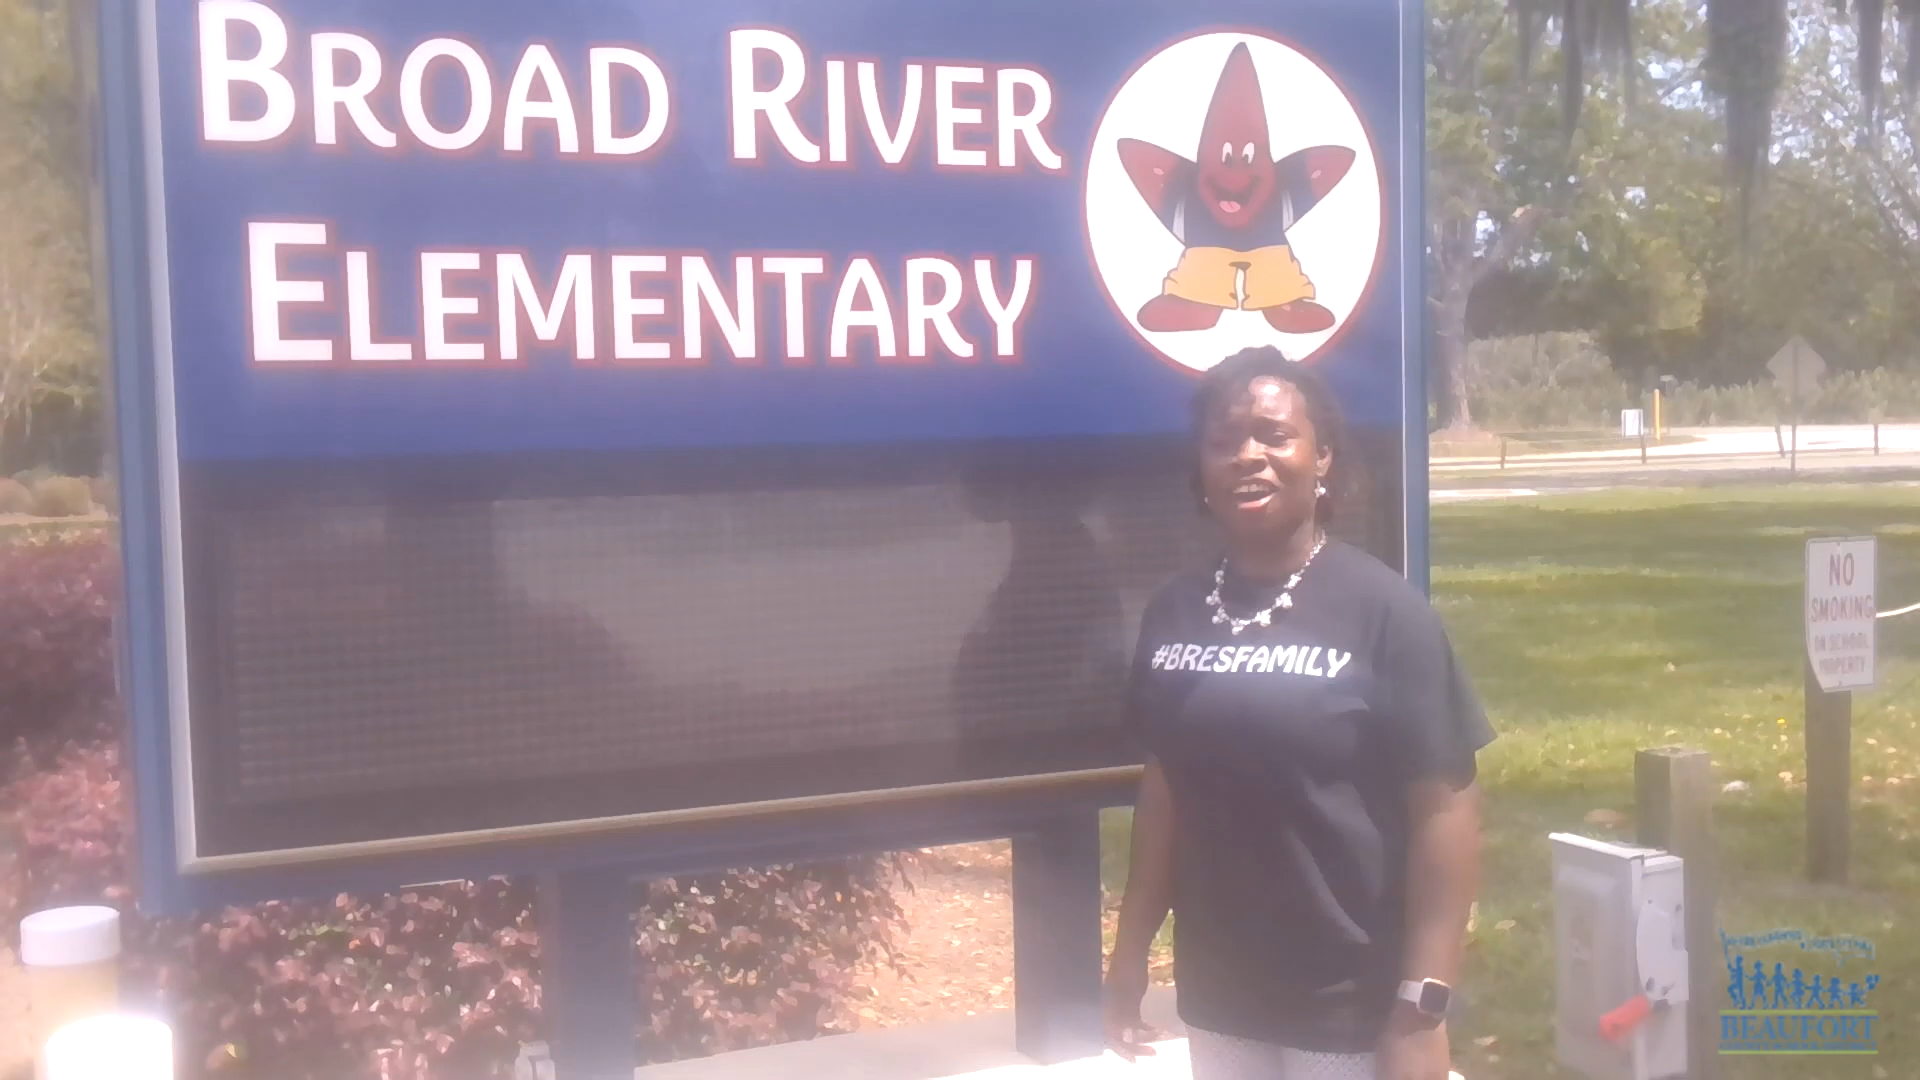 BROAD RIVER
ELEMENTARY
#BRESFAMILY
NO
SMOKING
ON SCHOOL
PROPERTY
BEAUFORT